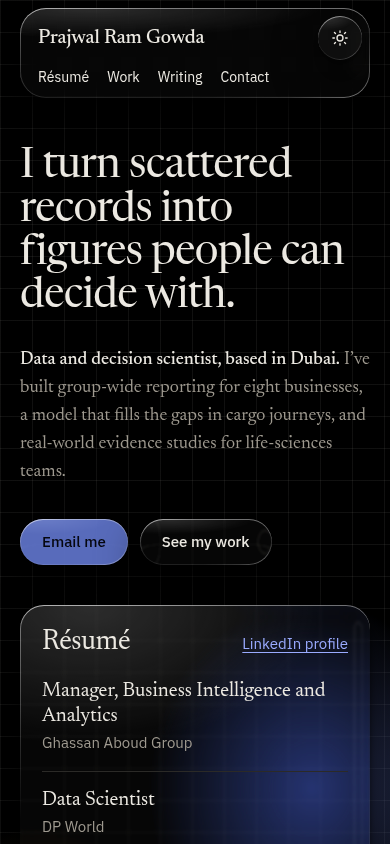 Prajwal Ram Gowda
Résumé Work Writing Contact
I turn scattered
records into
figures people can
decide with.
Data and decision scientist, based in Dubai. I’ve
built group-wide reporting for eight businesses,
a model that fills the gaps in cargo journeys, and
real-world evidence studies for life-sciences
teams.
Email me See my work
Résumé LinkedIn profile
Manager, Business Intelligence and
Analytics
Ghassan Aboud Group
Data Scientist
DP World